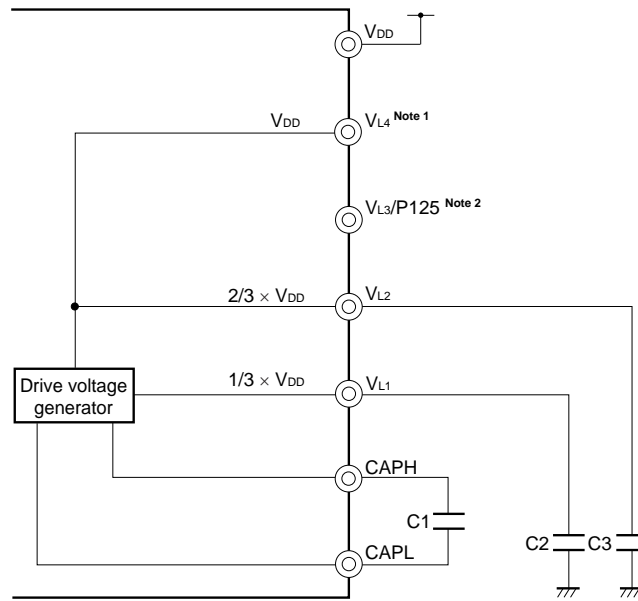 VDD
VDD
VL4 Note 1
VL3/P125 Note 2
2/3 × VDD
VL2
1/3 × VDD
VL1
Drive voltage
generator
CAPH
C1
CAPL
C2
C3